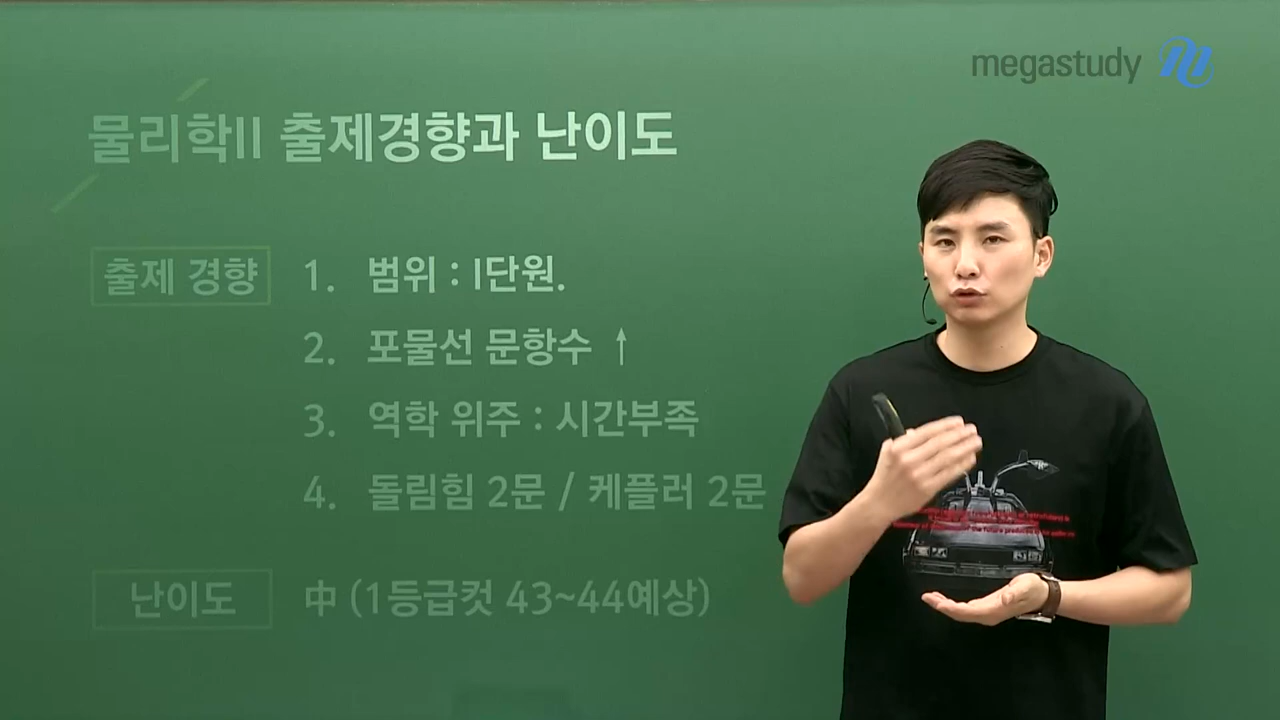 megastudy
물리학II 출제경향과 난이도
출제 경향
1. 범위 : I단원.
2. 포물선 문항수 ↑
3. 역학 위주 : 시간부족
4. 돌림힘 2문 / 케플러 2문
난이도
中 (1등급컷 43~44예상)